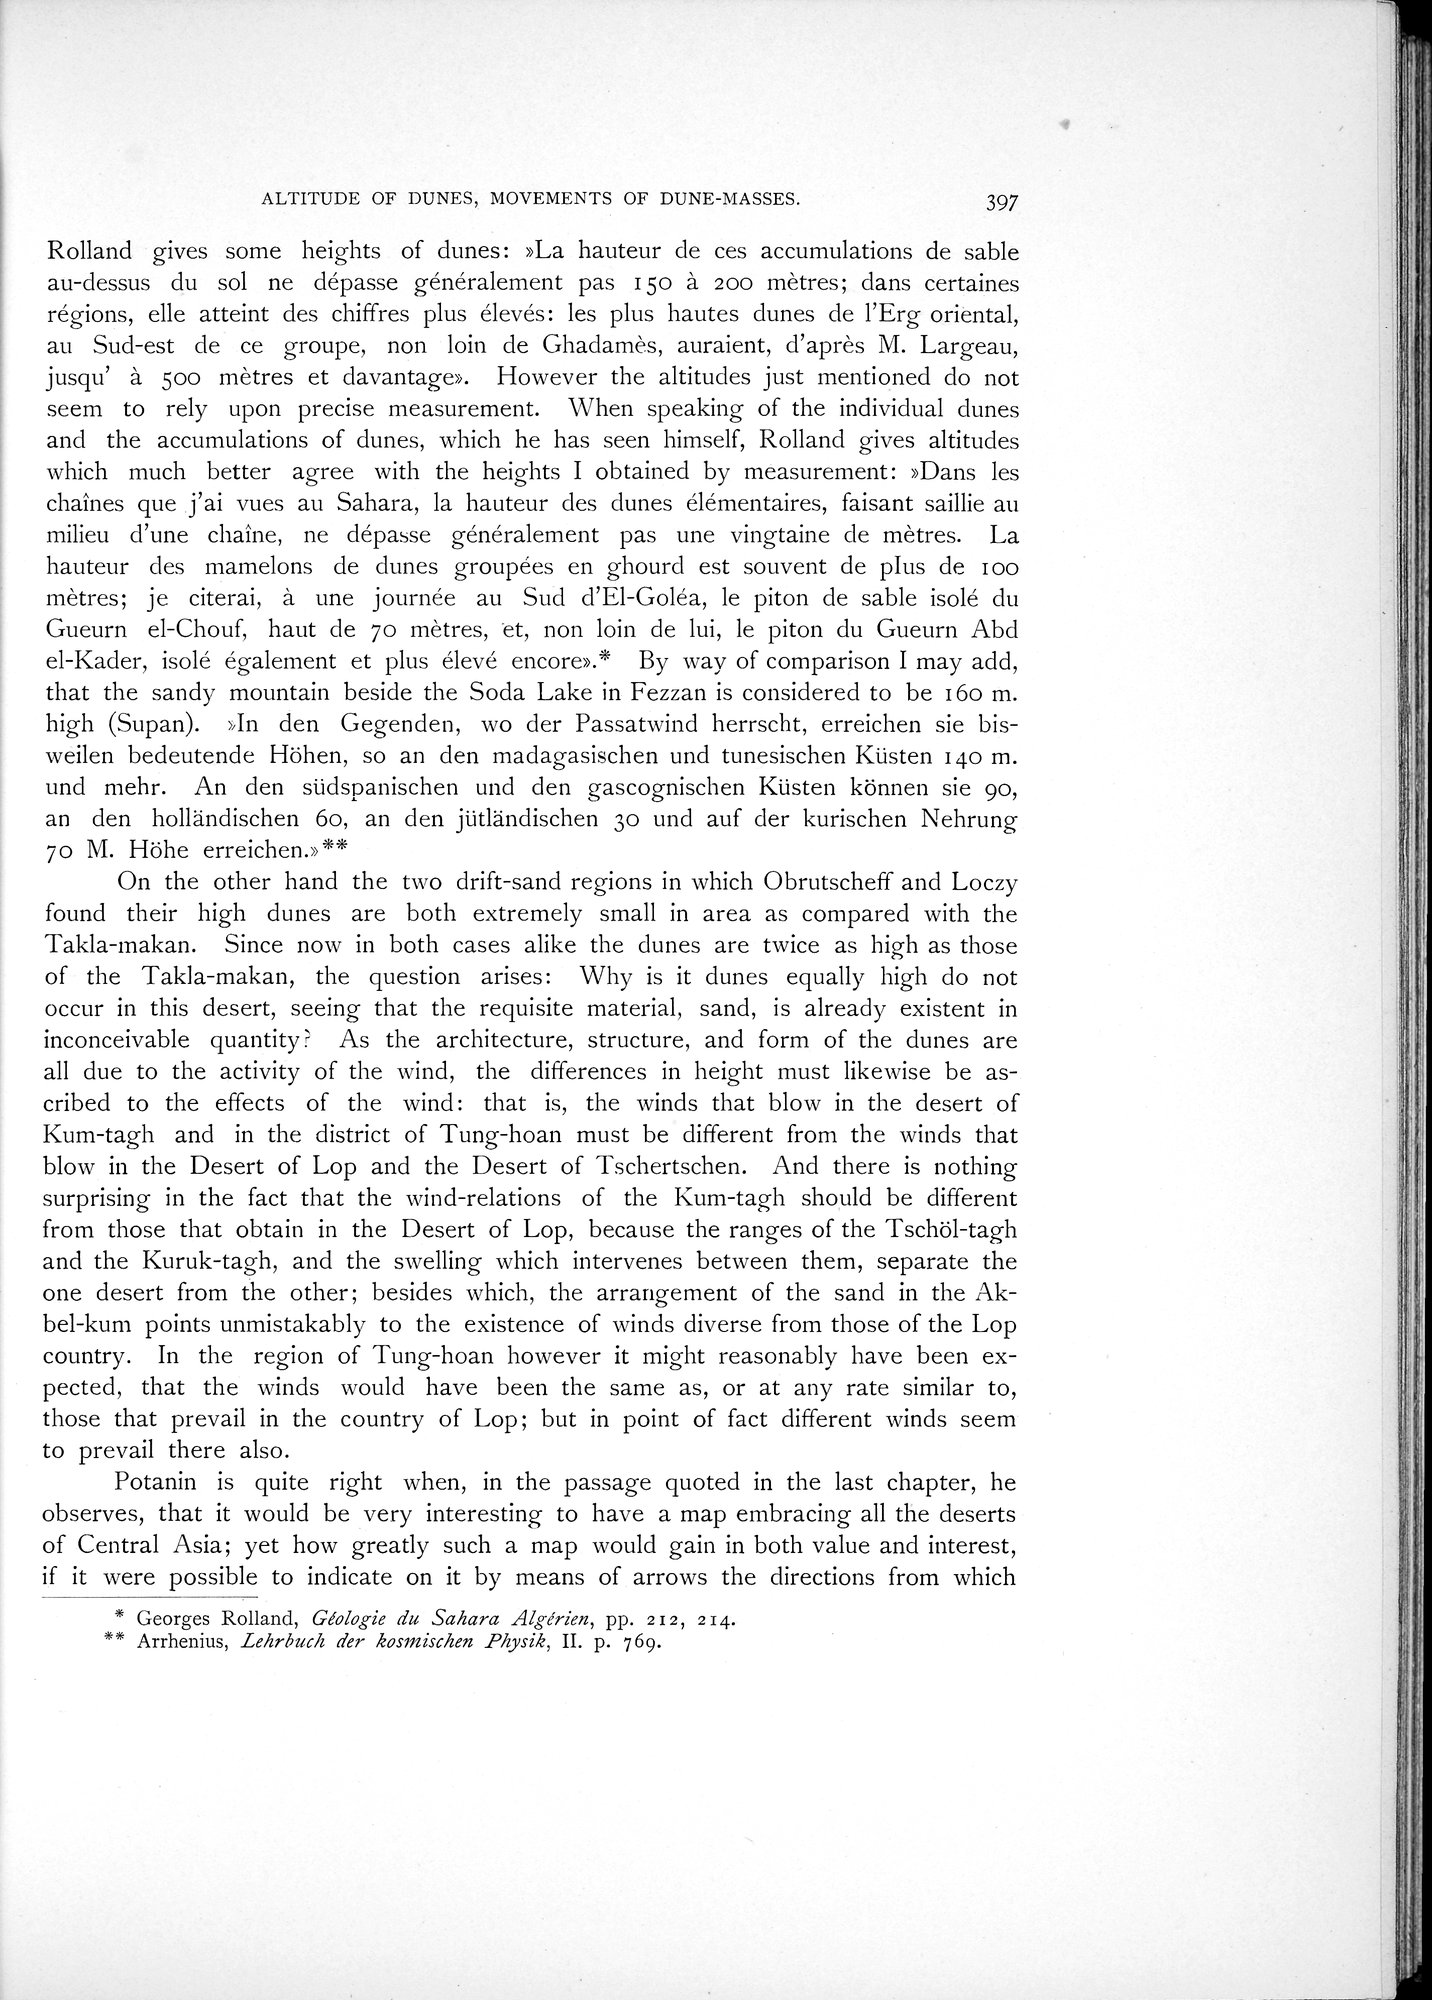 ALTITUDE OF DUNES, MOVEMENTS OF DUNE-MASSES. 397
Rolland gives some heights of dunes: »La hauteur de ces accumulations de sable
au-dessus du sol ne dépasse généralement pas 150 à 200 mètres; dans certaines
régions, elle atteint des chiffres plus élevés: les plus hautes dunes de l'Erg oriental,
au Sud-est de ce groupe, non loin de Ghadamès, auraient, d'après M. Largeau,
jusqu' à 500 mètres et davantage». However the altitudes just mentioned do not
seem to rely upon precise measurement. When speaking of the individual dunes
and the accumulations of dunes, which he has seen himself, Rolland gives altitudes
which much better agree with the heights I obtained by measurement: »Dans les
chaînes que j'ai vues au Sahara, la hauteur des dunes élémentaires, faisant saillie au
milieu d'une chaîne, ne dépasse généralement pas une vingtaine de mètres. La
hauteur des mamelons de dunes groupées en ghourd est souvent de plus de 100
mètres; je citerai, à une journée au Sud d'El-Goléa, le piton de sable isolé du
Gueurn el-Chouf, haut de 70 mètres, et, non loin de lui, le piton du Gueurn Abd
el-Kader, isolé également et plus élevé encore».* By way of comparison I may add,
that the sandy mountain beside the Soda Lake in Fezzan is considered to be 160 m.
high (Supan). »In den Gegenden, wo der Passatwind herrscht, erreichen sie bis-
weilen bedeutende Höhen, so an den madagasischen und tunesischen Küsten 140 m.
und mehr. An den südspanischen und den gascognischen Küsten können sie 90,
an den holländischen 60, an den jütländischen 30 und auf der kurischen Nehrung
70 M. Höhe erreichen.»**
On the other hand the two drift-sand regions in which Obrutscheff and Loczy
found their high dunes are both extremely small in area as compared with the
Takla-makan. Since now in both cases alike the dunes are twice as high as those
of the Takla-makan, the question arises: Why is it dunes equally high do not
occur in this desert, seeing that the requisite material, sand, is already existent in
inconceivable quantity? As the architecture, structure, and form of the dunes are
all due to the activity of the wind, the differences in height must likewise be as-
cribed to the effects of the wind: that is, the winds that blow in the desert of
Kum-tagh and in the district of Tung-hoan must be different from the winds that
blow in the Desert of Lop and the Desert of Tschertschen. And there is nothing
surprising in the fact that the wind-relations of the Kum-tagh should be different
from those that obtain in the Desert of Lop, because the ranges of the Tschöl-tagh
and the Kuruk-tagh, and the swelling which intervenes between them, separate the
one desert from the other; besides which, the arrangement of the sand in the Ak-
bel-kum points unmistakably to the existence of winds diverse from those of the Lop
country. In the region of Tung-hoan however it might reasonably have been ex-
pected, that the winds would have been the same as, or at any rate similar to,
those that prevail in the country of Lop; but in point of fact different winds seem
to prevail there also.
Potanin is quite right when, in the passage quoted in the last chapter, he
observes, that it would be very interesting to have a map embracing all the deserts
of Central Asia; yet how greatly such a map would gain in both value and interest,
if it were possible to indicate on it by means of arrows the directions from which
* Georges Rolland, Géologie du Sahara Algérien, pp. 212, 214.
** Arrhenius, Lehrbuch der kosmischen Physik, II. p. 769.